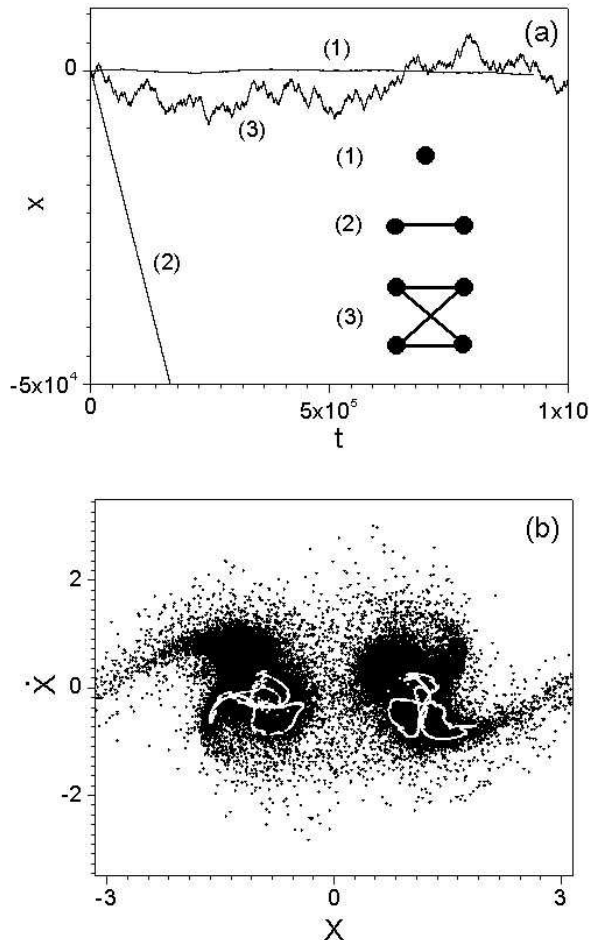 (a)
(1)
0
(3)
(1)
x
(2)
(2)
(3)
-5x10⁴
0
5x10⁵
1x10
t
(b)
2
Ẋ
0
-2
-3
0
3
X